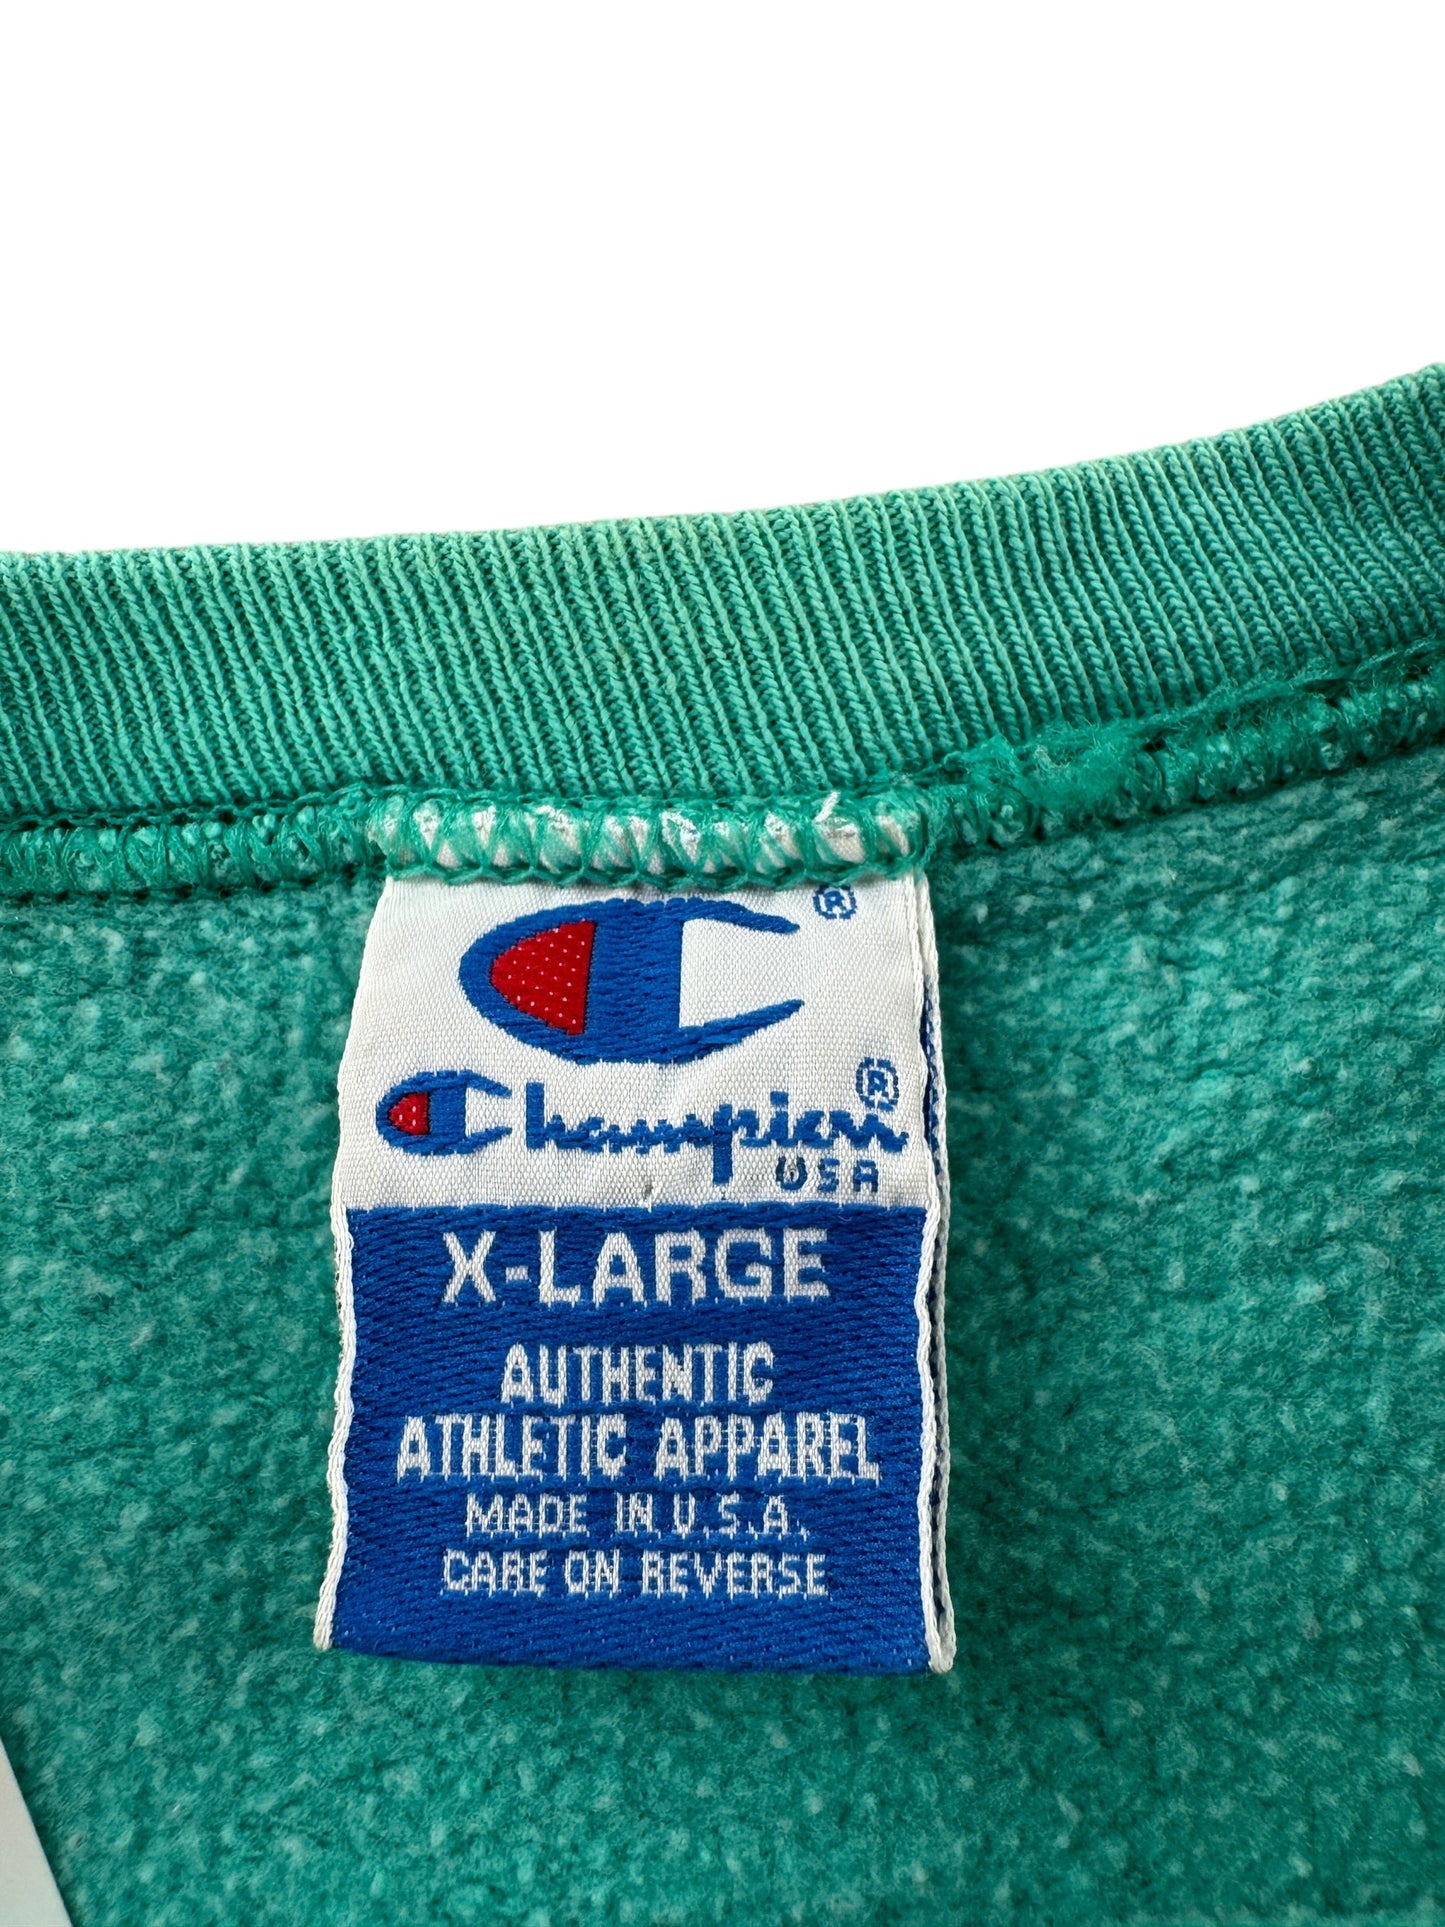 ®
Champion®
USA
X-LARGE
AUTHENTIC
ATHLETIC APPAREL
MADE IN U.S.A.
CARE ON REVERSE